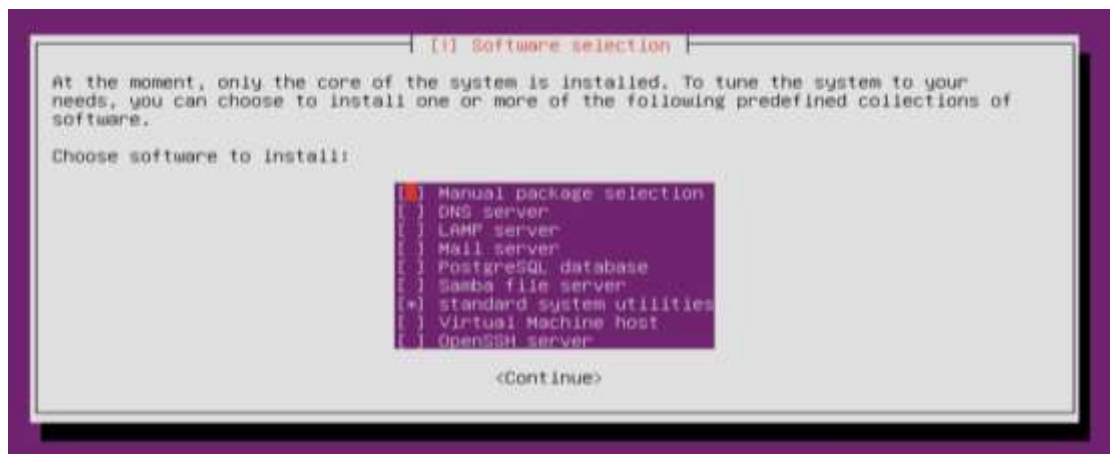 [!] Software selection
At the moment, only the core of the system is installed. To tune the system to your
needs, you can choose to install one or more of the following predefined collections of
software.
Choose software to install:
[ ] Manual package selection
[ ] DNS server
[ ] LAMP server
[ ] Mail server
[ ] PostgreSQL database
[ ] Samba file server
[*] standard system utilities
[ ] Virtual Machine host
[ ] OpenSSH server
<Continue>